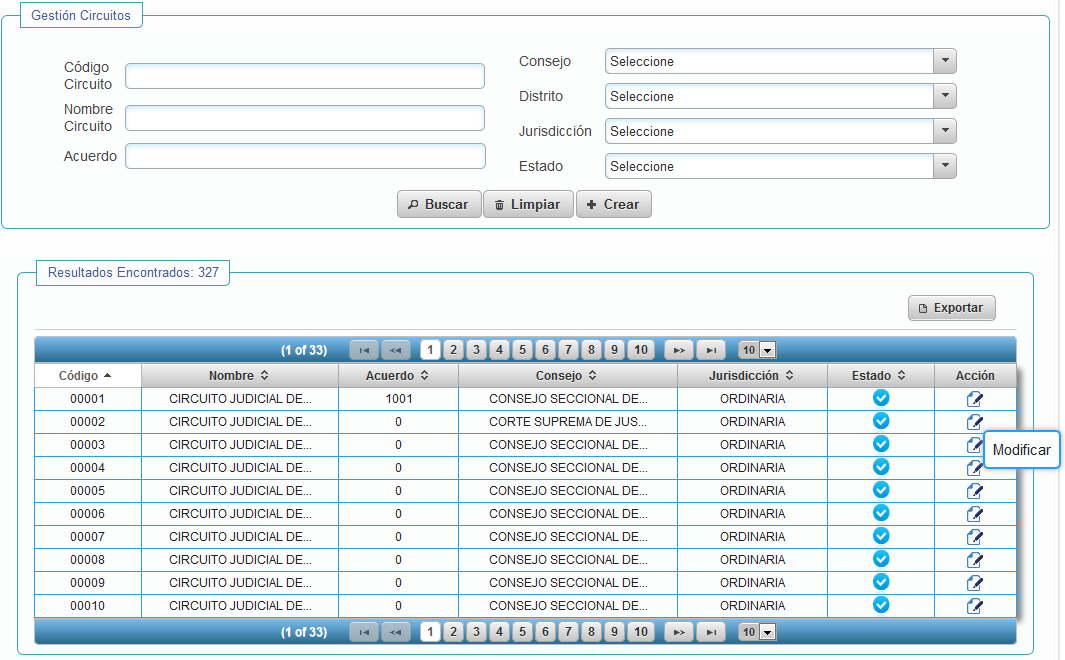 Gestión Circuitos
Código Circuito
Nombre Circuito
Acuerdo
Consejo Seleccione
Distrito Seleccione
Jurisdicción Seleccione
Estado Seleccione
Buscar Limpiar Crear
Resultados Encontrados: 327
Exportar
(1 of 33) 1 2 3 4 5 6 7 8 9 10 10
Código Nombre Acuerdo Consejo Jurisdicción Estado Acción
00001 CIRCUITO JUDICIAL DE... 1001 CONSEJO SECCIONAL DE... ORDINARIA
00002 CIRCUITO JUDICIAL DE... 0 CORTE SUPREMA DE JUS... ORDINARIA
00003 CIRCUITO JUDICIAL DE... 0 CONSEJO SECCIONAL DE... ORDINARIA
Modificar
00004 CIRCUITO JUDICIAL DE... 0 CONSEJO SECCIONAL DE... ORDINARIA
00005 CIRCUITO JUDICIAL DE... 0 CONSEJO SECCIONAL DE... ORDINARIA
00006 CIRCUITO JUDICIAL DE... 0 CONSEJO SECCIONAL DE... ORDINARIA
00007 CIRCUITO JUDICIAL DE... 0 CONSEJO SECCIONAL DE... ORDINARIA
00008 CIRCUITO JUDICIAL DE... 0 CONSEJO SECCIONAL DE... ORDINARIA
00009 CIRCUITO JUDICIAL DE... 0 CONSEJO SECCIONAL DE... ORDINARIA
00010 CIRCUITO JUDICIAL DE... 0 CONSEJO SECCIONAL DE... ORDINARIA
(1 of 33) 1 2 3 4 5 6 7 8 9 10 10